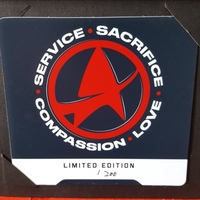 SERVICE · SACRIFICE
COMPASSION · LOVE
LIMITED EDITION
1 200